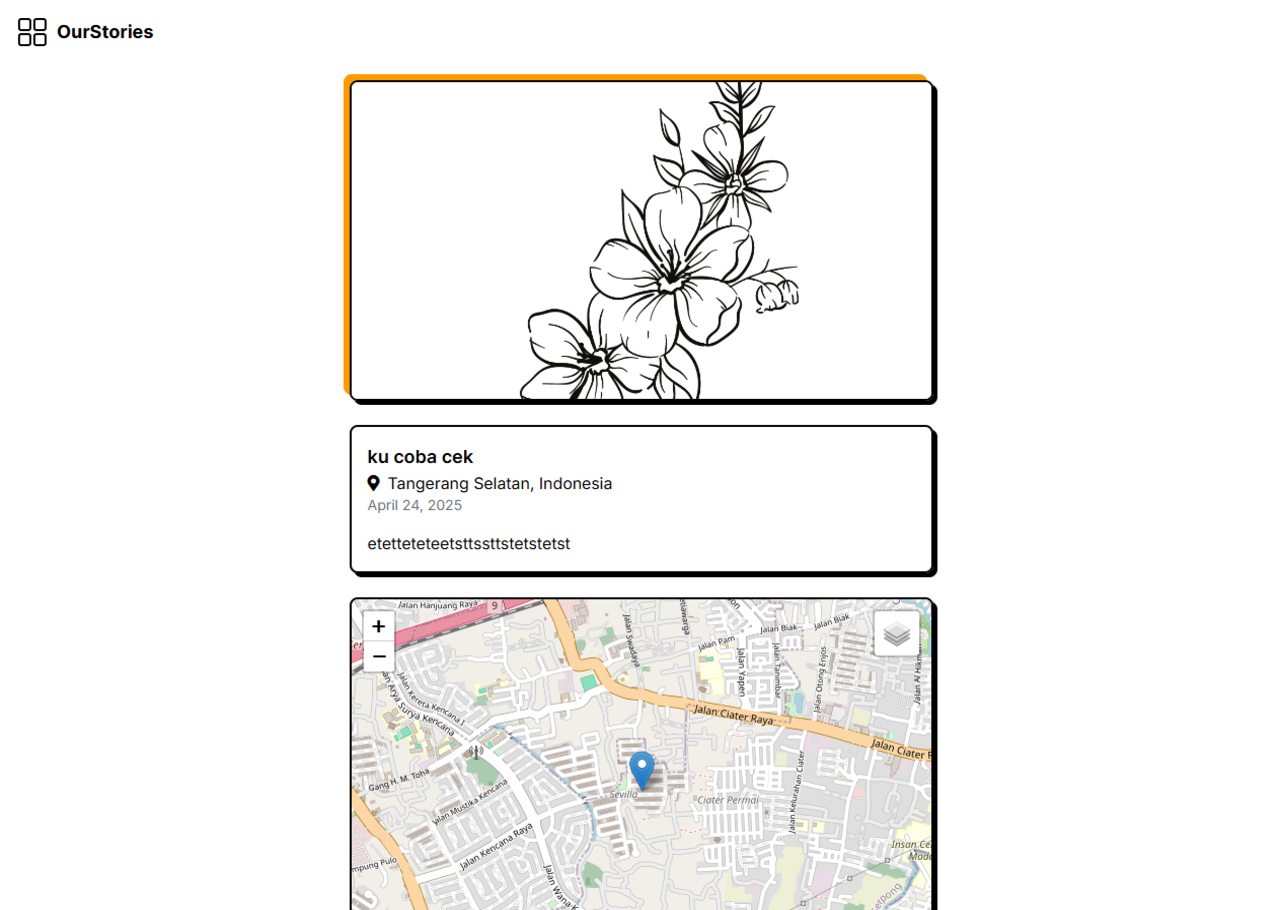 OurStories
ku coba cek
Tangerang Selatan, Indonesia
April 24, 2025
etetteteteetsttssttstetstetst
Jalan Hanjuang Raya
9
+
−
Jalan Swadaya
Jalan Pam
Jalan Biak
Jalan Biak
Jalan Yapen
Jalan Tanimbar
Jalan Otong Enjos
Jalan Al Hikm
Jalan Kereta Kencana I
an Arya Surya Kencana
Jalan Ciater Raya
Jalan Ciater R
Gang H. M. Toha
Jalan Mustika Kencana
Sevilla
Ciater Permai
Jalan Kelurahan Ciater
Jalan Kencana Raya
mpung Pulo
Insan Ce
Mada
Jalan Wana K
erpong